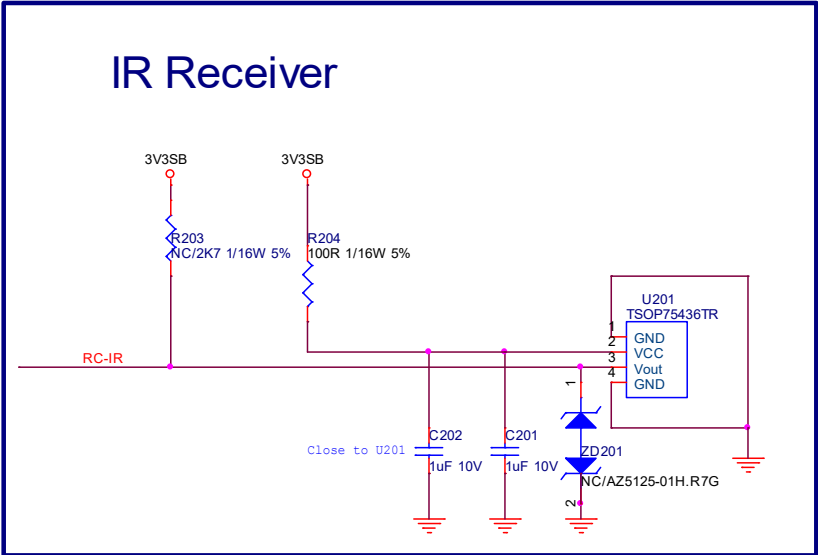 IR Receiver
3V3SB
3V3SB
R203
NC/2K7 1/16W 5%
R204
100R 1/16W 5%
U201
TSOP75436TR
1
GND
2
VCC
3
Vout
4
GND
RC-IR
1
C202
1uF 10V
Close to U201
C201
1uF 10V
ZD201
NC/AZ5125-01H.R7G
2